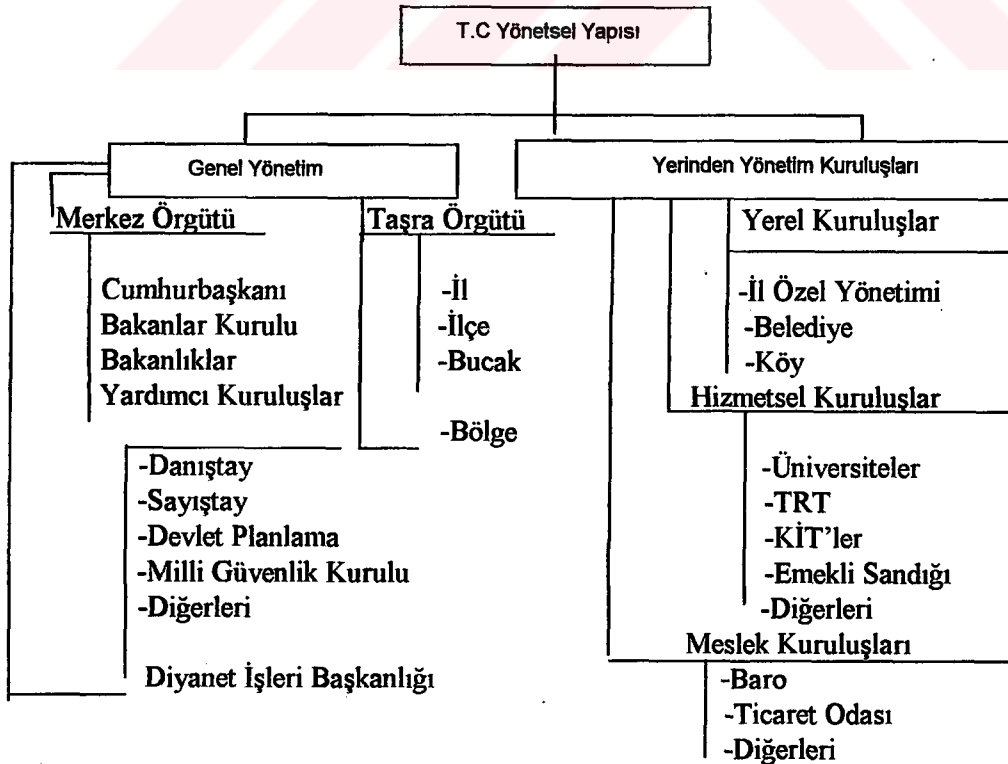 T.C Yönetsel Yapısı
Genel Yönetim
Merkez Örgütü
Cumhurbaşkanı
Bakanlar Kurulu
Bakanlıklar
Yardımcı Kuruluşlar
-Danıştay
-Sayıştay
-Devlet Planlama
-Milli Güvenlik Kurulu
-Diğerleri
Diyanet İşleri Başkanlığı
Taşra Örgütü
-İl
-İlçe
-Bucak
-Bölge
Yerinden Yönetim Kuruluşları
Yerel Kuruluşlar
-İl Özel Yönetimi
-Belediye
-Köy
Hizmetsel Kuruluşlar
-Üniversiteler
-TRT
-KİT'ler
-Emekli Sandığı
-Diğerleri
Meslek Kuruluşları
-Baro
-Ticaret Odası
-Diğerleri